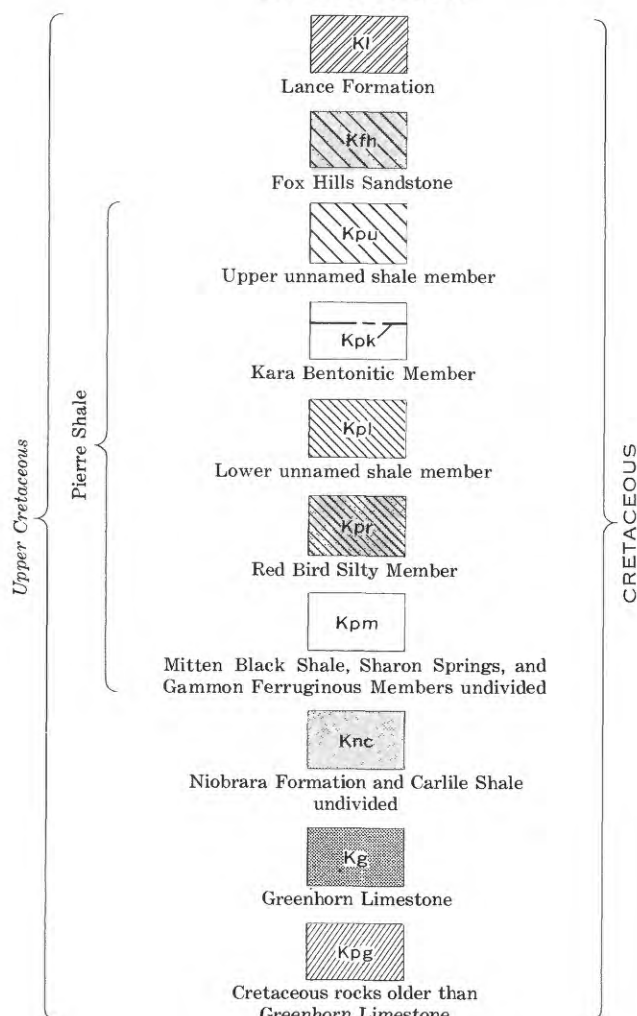 Kl
Lance Formation
Kfh
Fox Hills Sandstone
Kpu
Upper unnamed shale member
Kpk
Kara Bentonitic Member
Kpl
Lower unnamed shale member
Kpr
Red Bird Silty Member
Kpm
Mitten Black Shale, Sharon Springs, and
Gammon Ferruginous Members undivided
Knc
Niobrara Formation and Carlile Shale
undivided
Kg
Greenhorn Limestone
Kpg
Cretaceous rocks older than
Greenhorn Limestone
Pierre Shale
Upper Cretaceous
CRETACEOUS